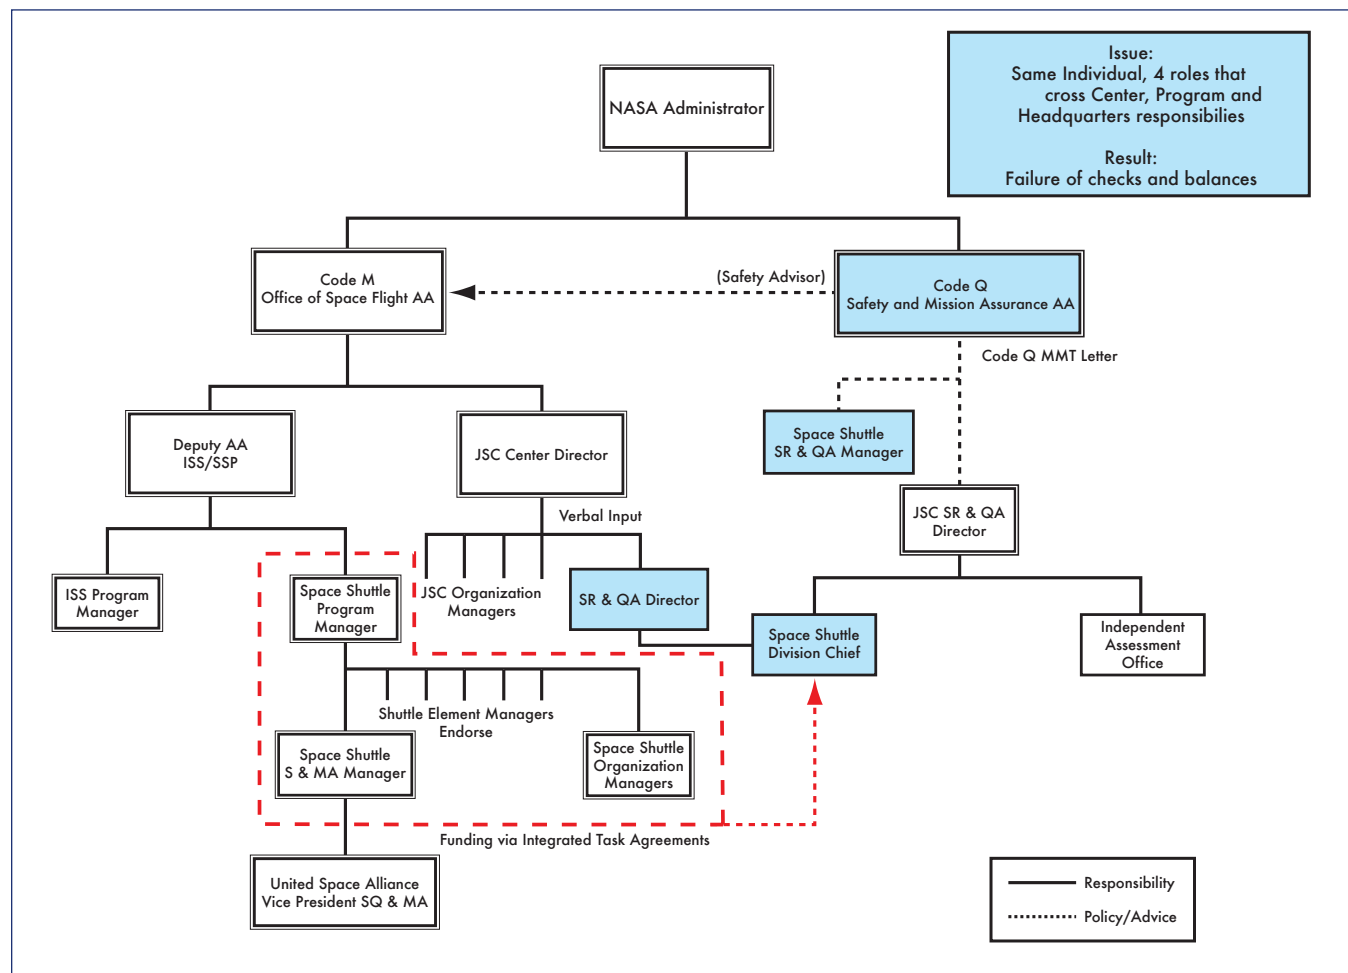 Issue:
Same Individual, 4 roles that
cross Center, Program and
Headquarters responsibilies
Result:
Failure of checks and balances
NASA Administrator
Code M
Office of Space Flight AA
(Safety Advisor)
Code Q
Safety and Mission Assurance AA
Code Q MMT Letter
Deputy AA
ISS/SSP
JSC Center Director
Space Shuttle
SR & QA Manager
Verbal Input
JSC SR & QA
Director
ISS Program
Manager
Space Shuttle
Program
Manager
JSC Organization
Managers
SR & QA Director
Space Shuttle
Division Chief
Independent
Assessment
Office
Shuttle Element Managers
Endorse
Space Shuttle
S & MA Manager
Space Shuttle
Organization
Managers
Funding via Integrated Task Agreements
United Space Alliance
Vice President SQ & MA
Responsibility
Policy/Advice